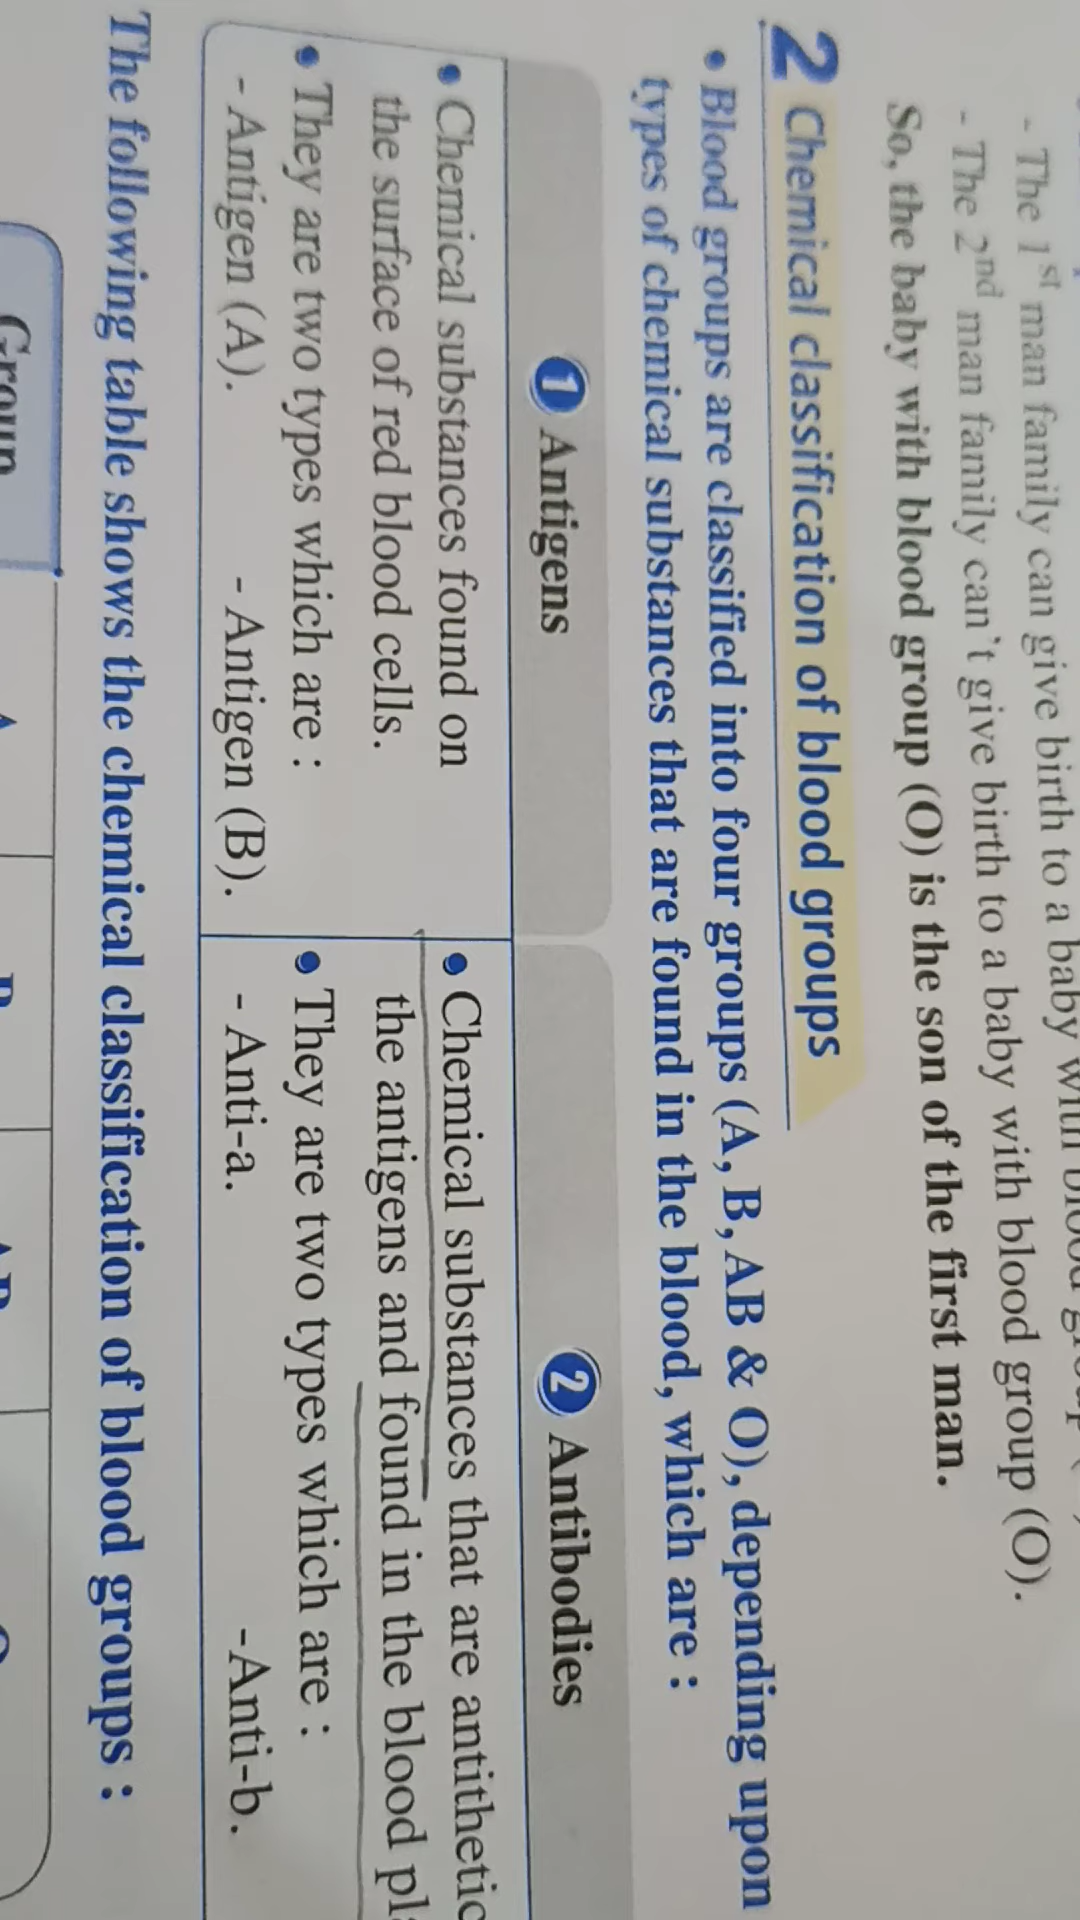 - The 1st man family can give birth to a baby with blood
- The 2nd man family can't give birth to a baby with blood group (O).
So, the baby with blood group (O) is the son of the first man.
2 Chemical classification of blood groups
• Blood groups are classified into four groups (A, B, AB & O), depending upon
types of chemical substances that are found in the blood, which are :
1 Antigens
• Chemical substances found on
the surface of red blood cells.
• They are two types which are :
- Antigen (A). - Antigen (B).
2 Antibodies
• Chemical substances that are antithetic
the antigens and found in the blood pl
• They are two types which are :
- Anti-a. -Anti-b.
The following table shows the chemical classification of blood groups :
Group